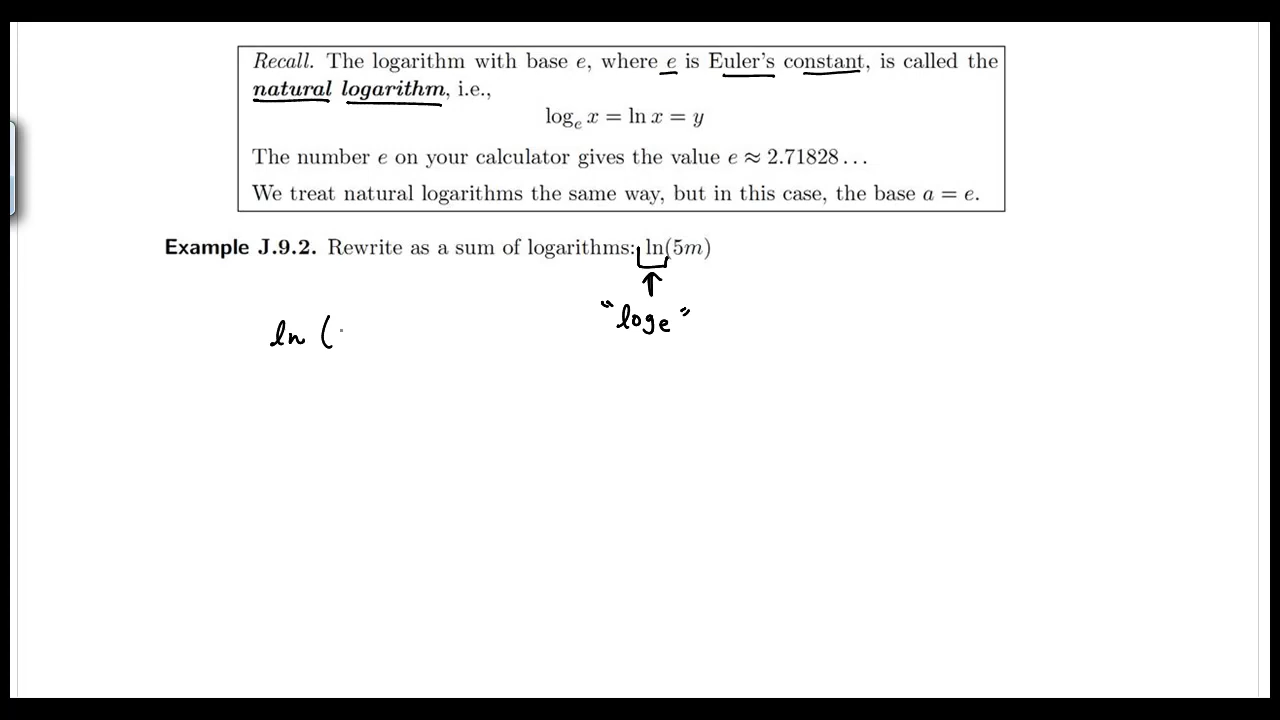 Recall. The logarithm with base e, where e is Euler's constant, is called the
natural logarithm, i.e.,
logₑ x = ln x = y
The number e on your calculator gives the value e ≈ 2.71828...
We treat natural logarithms the same way, but in this case, the base a = e.
Example J.9.2. Rewrite as a sum of logarithms: ln(5m)
"logₑ"
ln (